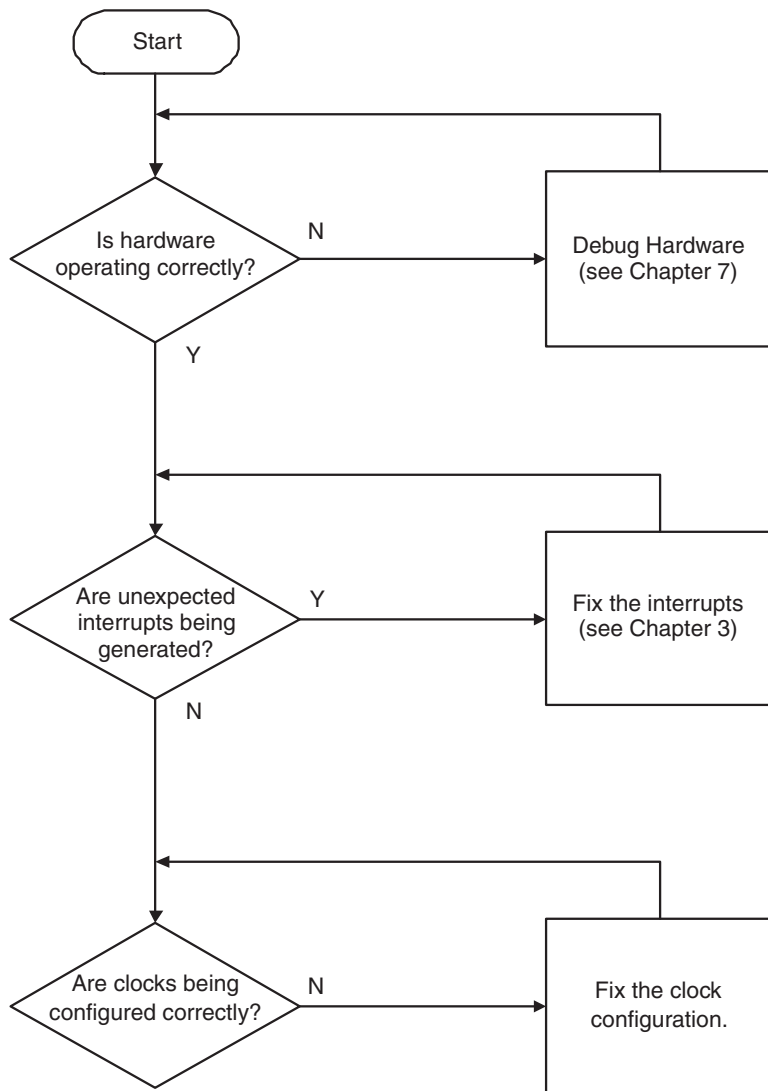 Start
Is hardware
operating correctly?
N
Debug Hardware
(see Chapter 7)
Y
Are unexpected
interrupts being
generated?
Y
Fix the interrupts
(see Chapter 3)
N
Are clocks being
configured correctly?
N
Fix the clock
configuration.